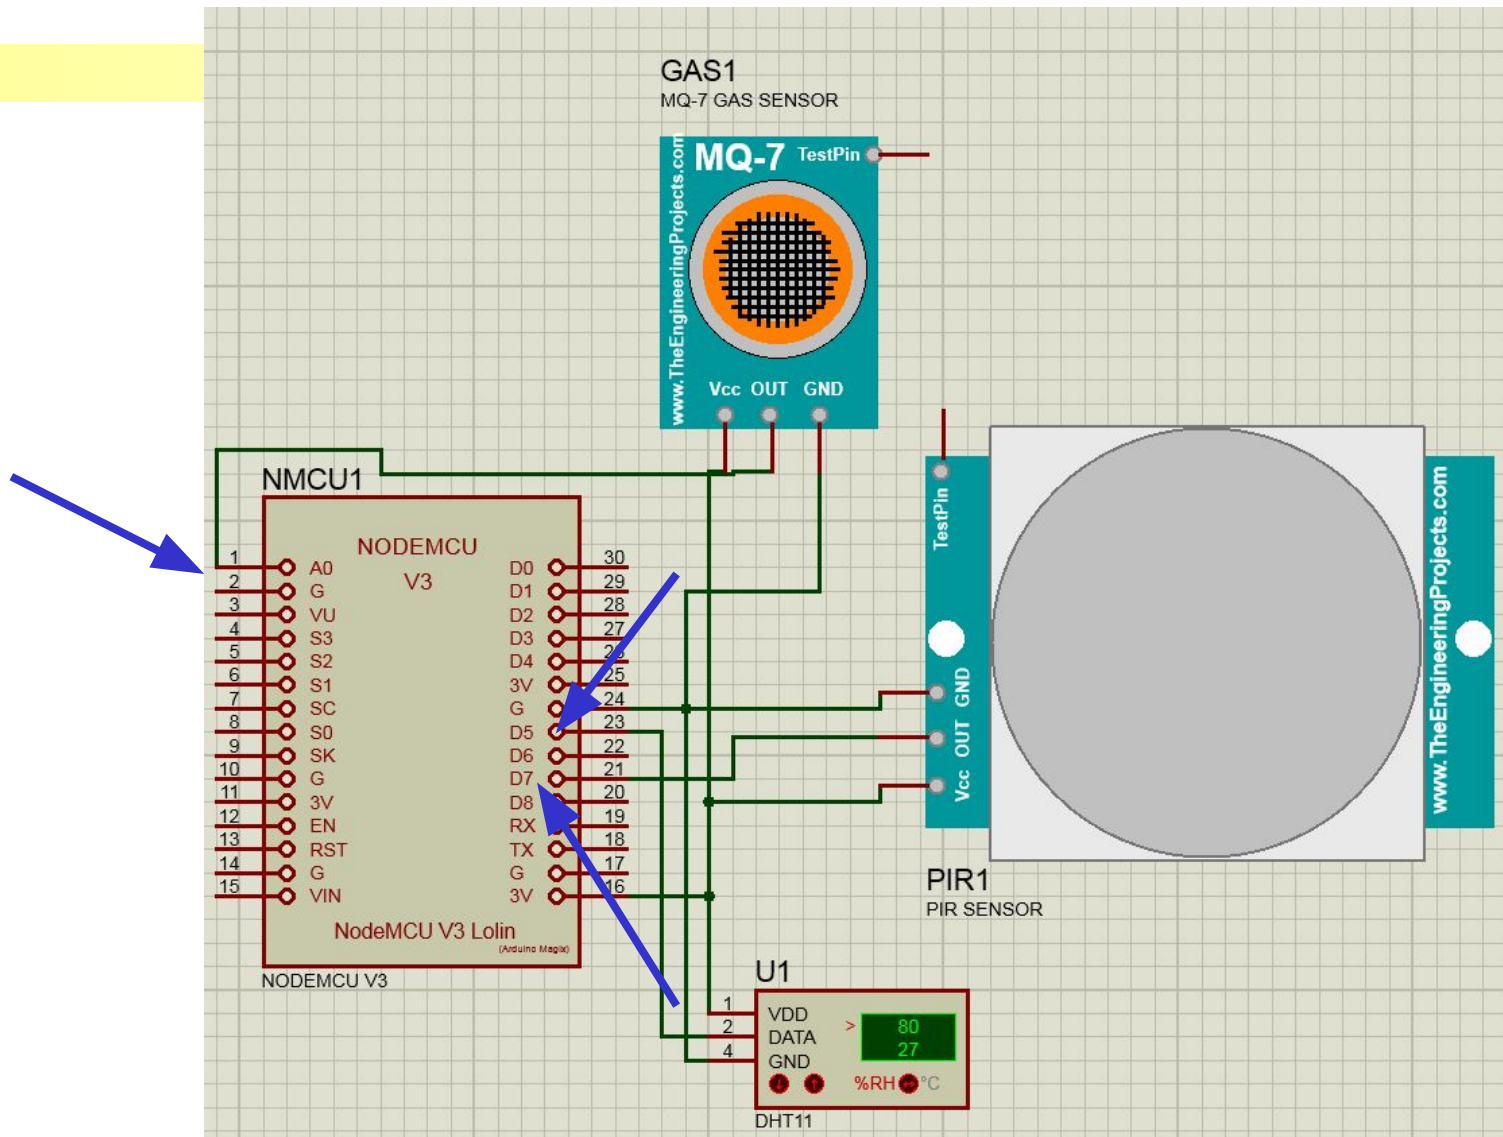 GAS1
MQ-7 GAS SENSOR
www.TheEngineeringProjects.com
MQ-7
TestPin
Vcc OUT GND
NMCU1
NODEMCU
V3
1 A0
2 G
3 VU
4 S3
5 S2
6 S1
7 SC
8 S0
9 SK
10 G
11 3V
12 EN
13 RST
14 G
15 VIN
D0 30
D1 29
D2 28
D3 27
D4 26
3V 25
G 24
D5 23
D6 22
D7 21
D8 20
RX 19
TX 18
G 17
3V 16
NodeMCU V3 Lolin
(Arduino Magix)
NODEMCU V3
TestPin
GND
OUT
Vcc
www.TheEngineeringProjects.com
PIR1
PIR SENSOR
U1
1 VDD
2 DATA
4 GND
> 80
27
%RH °C
DHT11